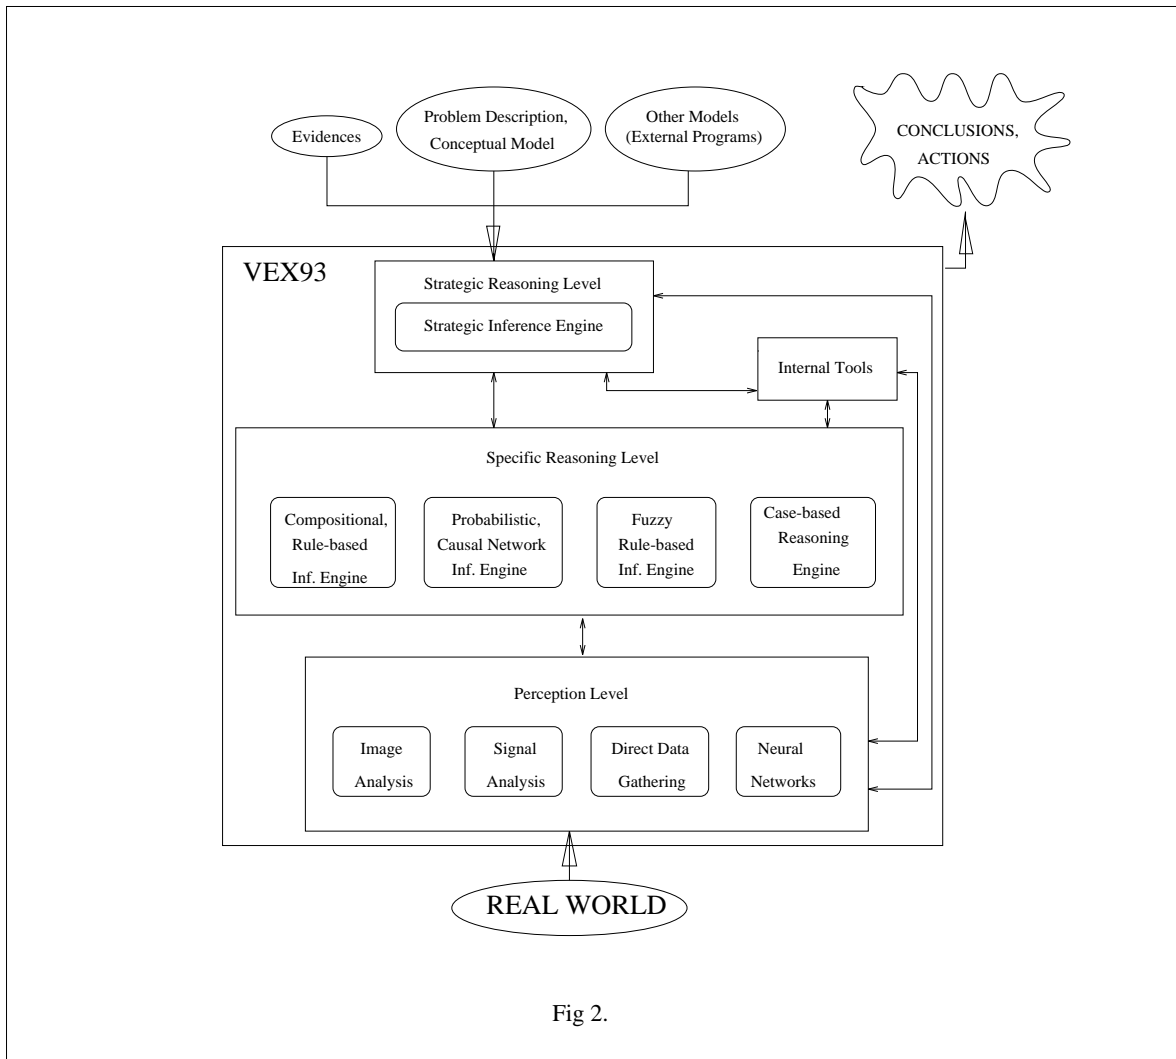 Evidences
Problem Description,
Conceptual Model
Other Models
(External Programs)
CONCLUSIONS,
ACTIONS
VEX93
Strategic Reasoning Level
Strategic Inference Engine
Internal Tools
Specific Reasoning Level
Compositional,
Rule-based
Inf. Engine
Probabilistic,
Causal Network
Inf. Engine
Fuzzy
Rule-based
Inf. Engine
Case-based
Reasoning
Engine
Perception Level
Image
Analysis
Signal
Analysis
Direct Data
Gathering
Neural
Networks
REAL WORLD
Fig 2.